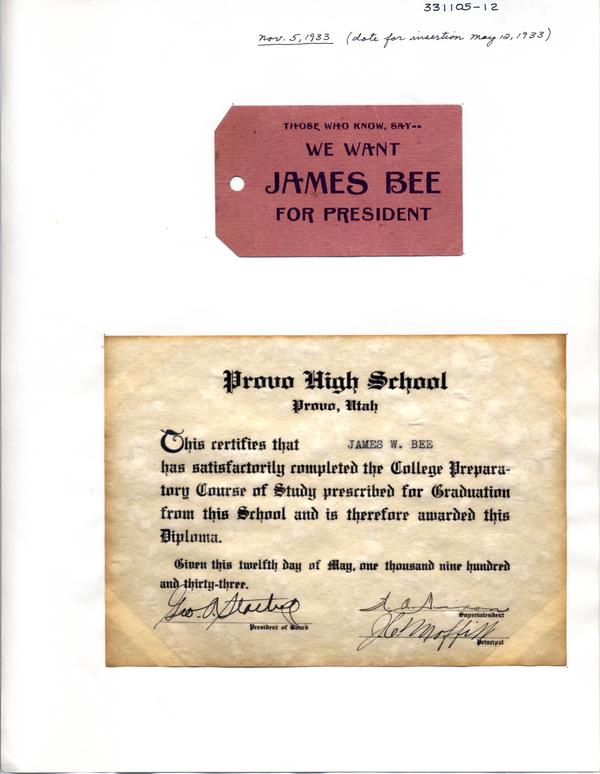 331105-12
Nov. 5, 1933 (date for insertion May 12, 1933)
THOSE WHO KNOW, SAY--
WE WANT
JAMES BEE
FOR PRESIDENT
Provo High School
Provo, Utah
This certifies that JAMES W. BEE
has satisfactorily completed the College Prepara-
tory Course of Study prescribed for Graduation
from this School and is therefore awarded this
Diploma.
Given this twelfth day of May, one thousand nine hundred
and thirty-three.
Geo. A.
Superintendent
President of Board
J C Moffitt
Principal